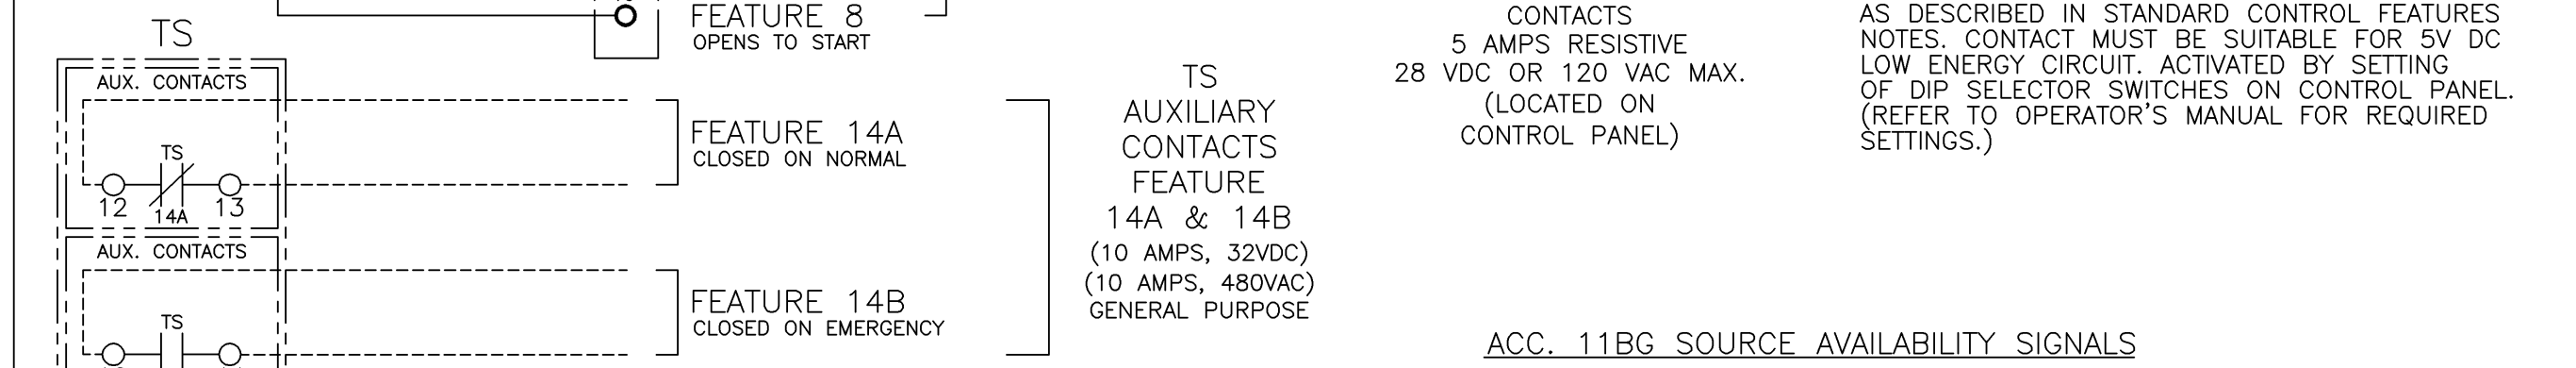 FEATURE 8
OPENS TO START
TS
AUX. CONTACTS
TS
12
14A
13
FEATURE 14A
CLOSED ON NORMAL
AUX. CONTACTS
TS
FEATURE 14B
CLOSED ON EMERGENCY
TS
AUXILIARY
CONTACTS
FEATURE
14A & 14B
(10 AMPS, 32VDC)
(10 AMPS, 480VAC)
GENERAL PURPOSE
CONTACTS
5 AMPS RESISTIVE
28 VDC OR 120 VAC MAX.
(LOCATED ON
CONTROL PANEL)
AS DESCRIBED IN STANDARD CONTROL FEATURES
NOTES. CONTACT MUST BE SUITABLE FOR 5V DC
LOW ENERGY CIRCUIT. ACTIVATED BY SETTING
OF DIP SELECTOR SWITCHES ON CONTROL PANEL.
(REFER TO OPERATOR'S MANUAL FOR REQUIRED
SETTINGS.)
ACC. 11BG SOURCE AVAILABILITY SIGNALS